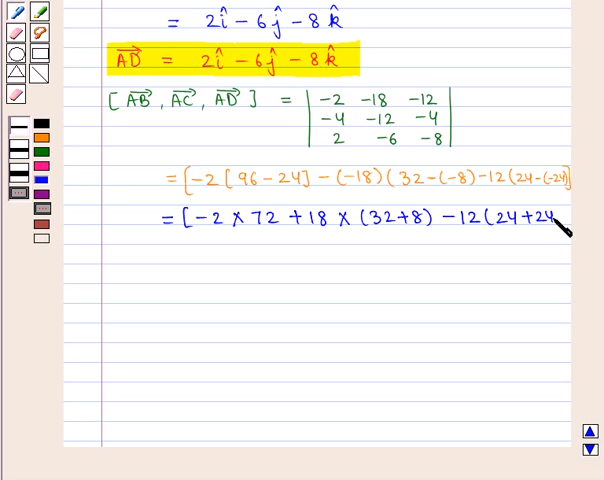 = 2î − 6ĵ − 8k̂
AD⃗ = 2î − 6ĵ − 8k̂
[AB⃗, AC⃗, AD⃗] = | −2 −18 −12 |
| −4 −12 −4 |
| 2 −6 −8 |
= [−2 [96 − 24] − (−18) (32 − (−8) − 12 (24 − (−24)]
= [−2 × 72 + 18 × (32 + 8) − 12 (24 + 24